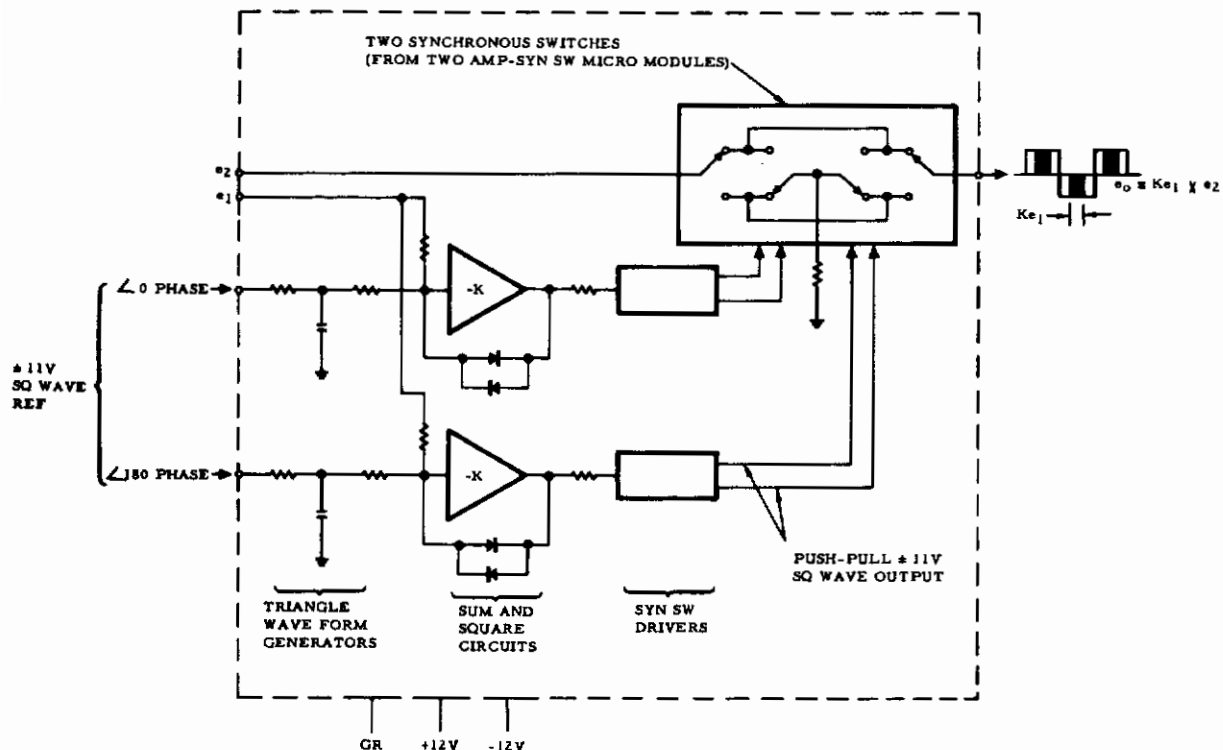 TWO SYNCHRONOUS SWITCHES
(FROM TWO AMP-SYN SW MICRO MODULES)
e2
e1
eo ≡ Ke1 X e2
Ke1
∠0 PHASE
-K
± 11V
SQ WAVE
REF
∠180 PHASE
-K
PUSH-PULL ± 11V
SQ WAVE OUTPUT
TRIANGLE
WAVE FORM
GENERATORS
SUM AND
SQUARE
CIRCUITS
SYN SW
DRIVERS
GR
+12V
-12V